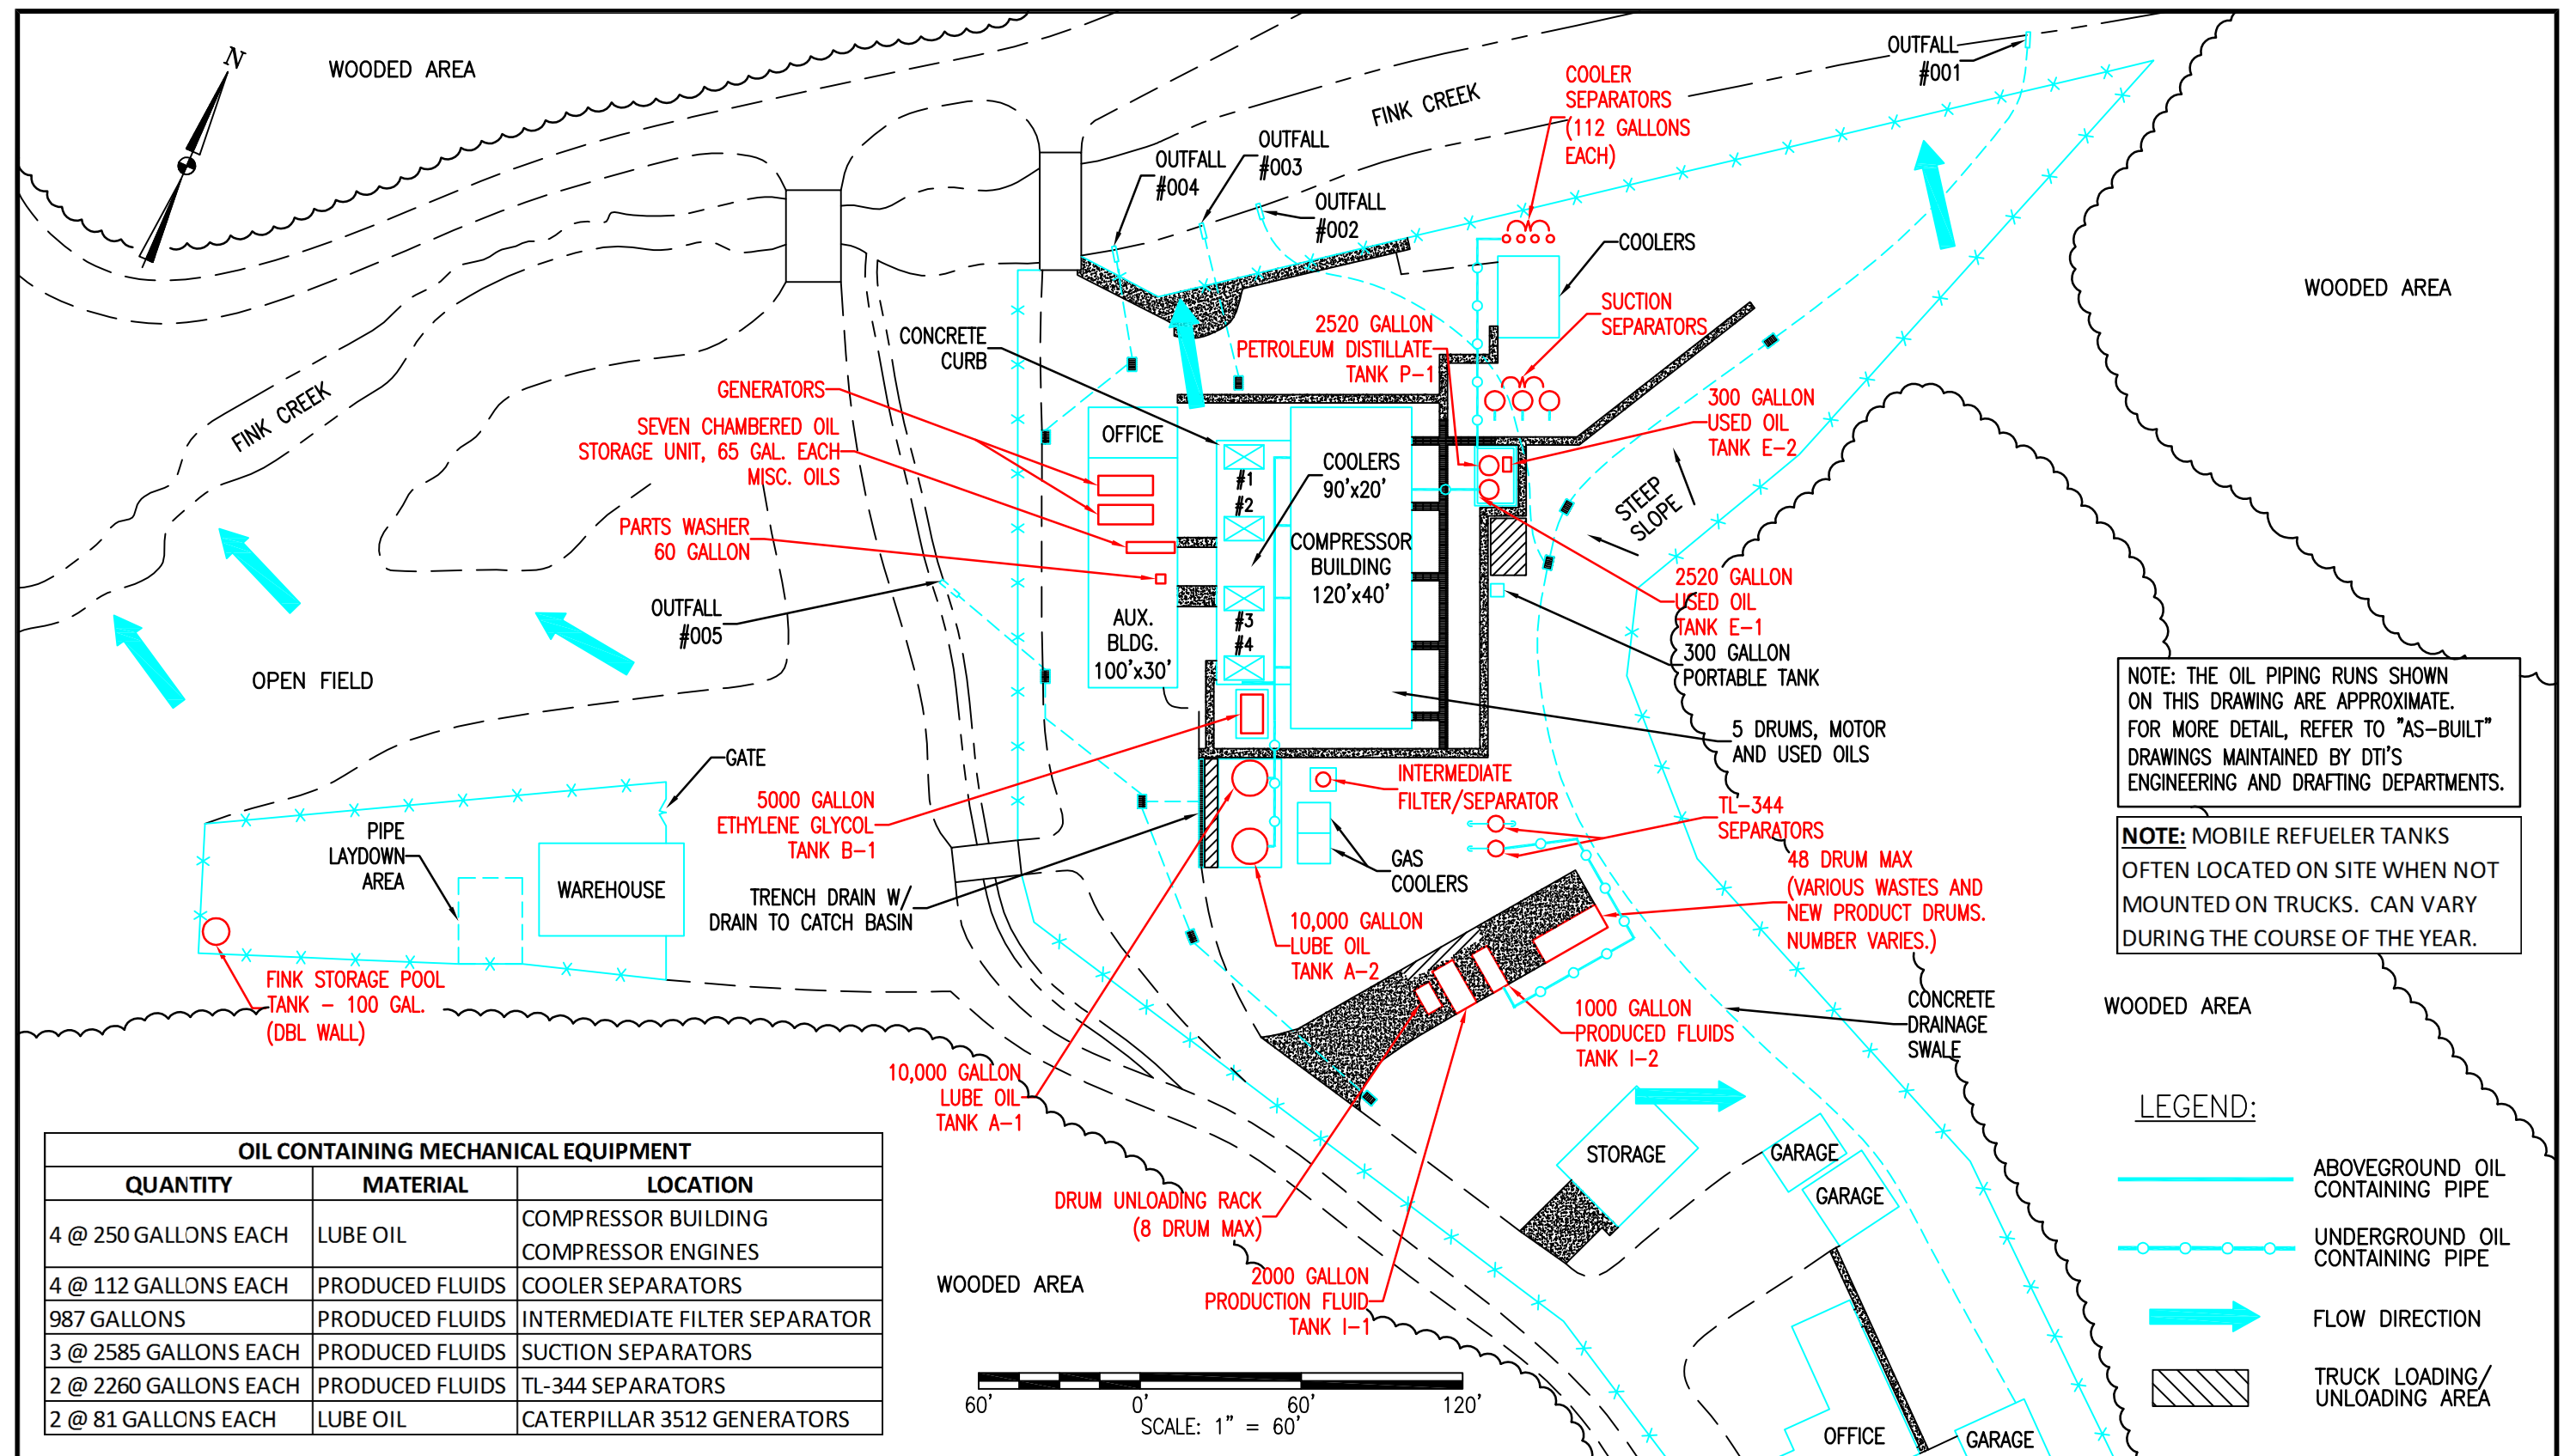 N
WOODED AREA
OUTFALL
#001
COOLER
SEPARATORS
(112 GALLONS
EACH)
FINK CREEK
OUTFALL
#003
OUTFALL
#004
OUTFALL
#002
COOLERS
WOODED AREA
SUCTION
SEPARATORS
2520 GALLON
PETROLEUM DISTILLATE
TANK P-1
CONCRETE
CURB
GENERATORS
FINK CREEK
SEVEN CHAMBERED OIL
STORAGE UNIT, 65 GAL. EACH
MISC. OILS
OFFICE
300 GALLON
USED OIL
TANK E-2
COOLERS
90'x20'
#1
#2
STEEP
SLOPE
PARTS WASHER
60 GALLON
COMPRESSOR
BUILDING
120'x40'
2520 GALLON
USED OIL
TANK E-1
OUTFALL
#005
AUX.
BLDG.
100'x30'
#3
#4
300 GALLON
PORTABLE TANK
OPEN FIELD
NOTE: THE OIL PIPING RUNS SHOWN
ON THIS DRAWING ARE APPROXIMATE.
FOR MORE DETAIL, REFER TO "AS-BUILT"
DRAWINGS MAINTAINED BY DTI'S
ENGINEERING AND DRAFTING DEPARTMENTS.
5 DRUMS, MOTOR
AND USED OILS
GATE
INTERMEDIATE
FILTER/SEPARATOR
5000 GALLON
ETHYLENE GLYCOL
TANK B-1
TL-344
SEPARATORS
NOTE: MOBILE REFUELER TANKS
OFTEN LOCATED ON SITE WHEN NOT
MOUNTED ON TRUCKS. CAN VARY
DURING THE COURSE OF THE YEAR.
PIPE
LAYDOWN
AREA
WAREHOUSE
GAS
COOLERS
48 DRUM MAX
(VARIOUS WASTES AND
NEW PRODUCT DRUMS.
NUMBER VARIES.)
TRENCH DRAIN W/
DRAIN TO CATCH BASIN
10,000 GALLON
LUBE OIL
TANK A-2
FINK STORAGE POOL
TANK - 100 GAL.
(DBL WALL)
1000 GALLON
PRODUCED FLUIDS
TANK I-2
CONCRETE
DRAINAGE
SWALE
WOODED AREA
10,000 GALLON
LUBE OIL
TANK A-1
LEGEND:
ABOVEGROUND OIL
CONTAINING PIPE
UNDERGROUND OIL
CONTAINING PIPE
FLOW DIRECTION
TRUCK LOADING/
UNLOADING AREA
STORAGE
GARAGE
GARAGE
DRUM UNLOADING RACK
(8 DRUM MAX)
WOODED AREA
2000 GALLON
PRODUCTION FLUID
TANK I-1
OFFICE
GARAGE
OIL CONTAINING MECHANICAL EQUIPMENT
QUANTITY MATERIAL LOCATION
4 @ 250 GALLONS EACH LUBE OIL COMPRESSOR BUILDING
COMPRESSOR ENGINES
4 @ 112 GALLONS EACH PRODUCED FLUIDS COOLER SEPARATORS
987 GALLONS PRODUCED FLUIDS INTERMEDIATE FILTER SEPARATOR
3 @ 2585 GALLONS EACH PRODUCED FLUIDS SUCTION SEPARATORS
2 @ 2260 GALLONS EACH PRODUCED FLUIDS TL-344 SEPARATORS
2 @ 81 GALLONS EACH LUBE OIL CATERPILLAR 3512 GENERATORS
60' 0' 60' 120'
SCALE: 1" = 60'